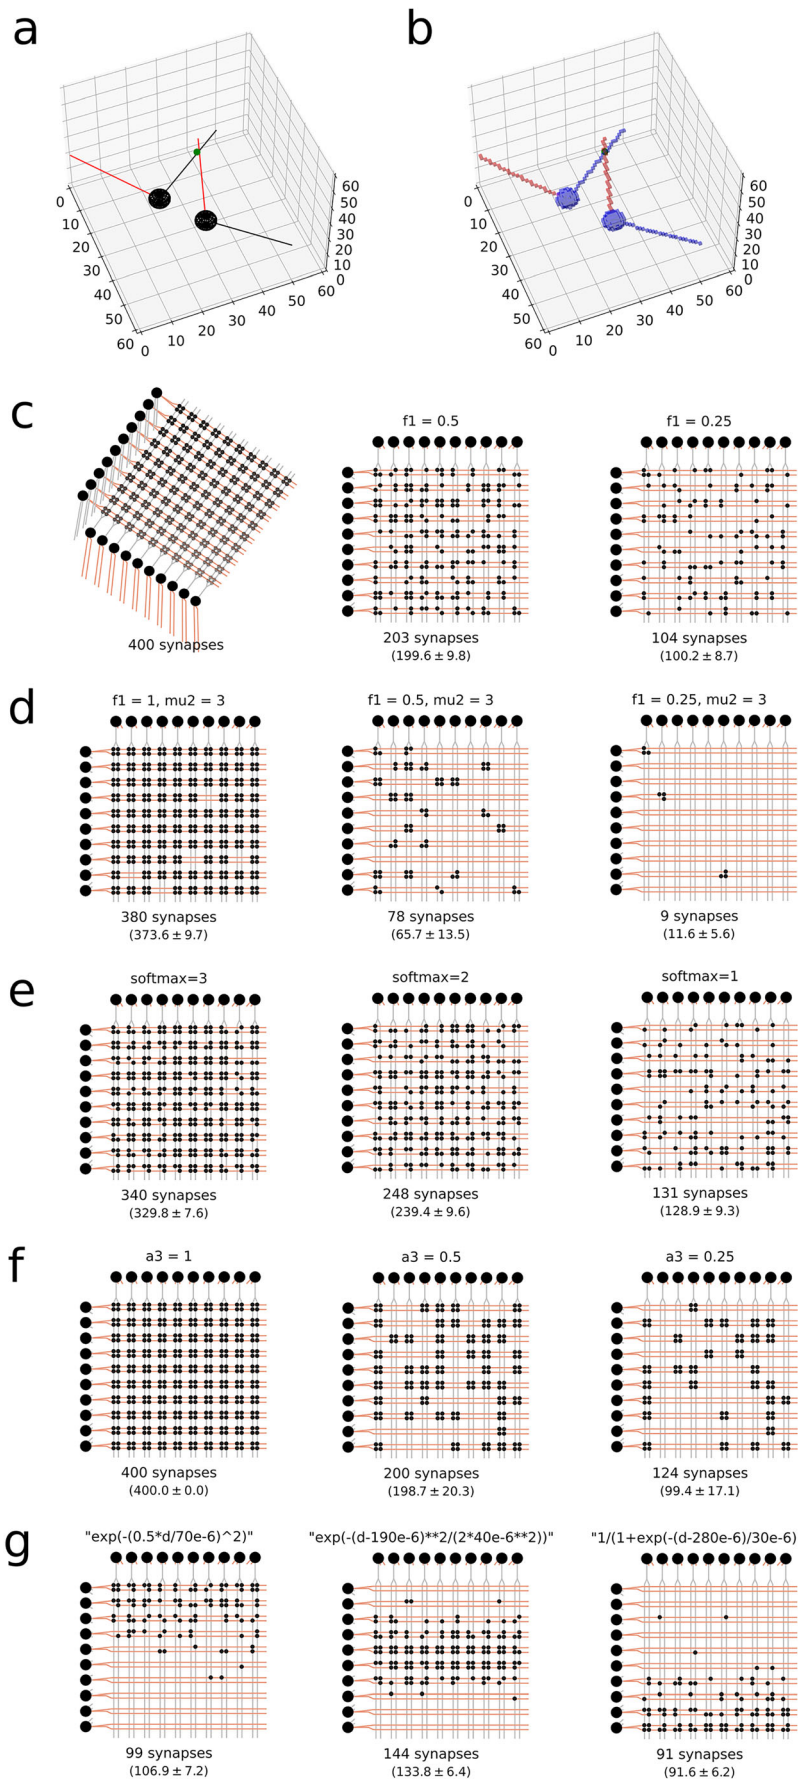 a
b
60
50
40
30
20
10
0
0
10
20
30
40
50
60
0
10
20
30
40
50
60
60
50
40
30
20
10
0
0
10
20
30
40
50
60
0
10
20
30
40
50
60
c
f1 = 0.5
f1 = 0.25
400 synapses
203 synapses
104 synapses
(199.6 ± 9.8)
(100.2 ± 8.7)
d
f1 = 1, mu2 = 3
f1 = 0.5, mu2 = 3
f1 = 0.25, mu2 = 3
380 synapses
78 synapses
9 synapses
(373.6 ± 9.7)
(65.7 ± 13.5)
(11.6 ± 5.6)
e
softmax=3
softmax=2
softmax=1
340 synapses
248 synapses
131 synapses
(329.8 ± 7.6)
(239.4 ± 9.6)
(128.9 ± 9.3)
f
a3 = 1
a3 = 0.5
a3 = 0.25
400 synapses
200 synapses
124 synapses
(400.0 ± 0.0)
(198.7 ± 20.3)
(99.4 ± 17.1)
g
"exp(-(0.5*d/70e-6)^2)"
"exp(-(d-190e-6)**2/(2*40e-6**2))"
"1/(1+exp(-(d-280e-6)/30e-6)
99 synapses
144 synapses
91 synapses
(106.9 ± 7.2)
(133.8 ± 6.4)
(91.6 ± 6.2)